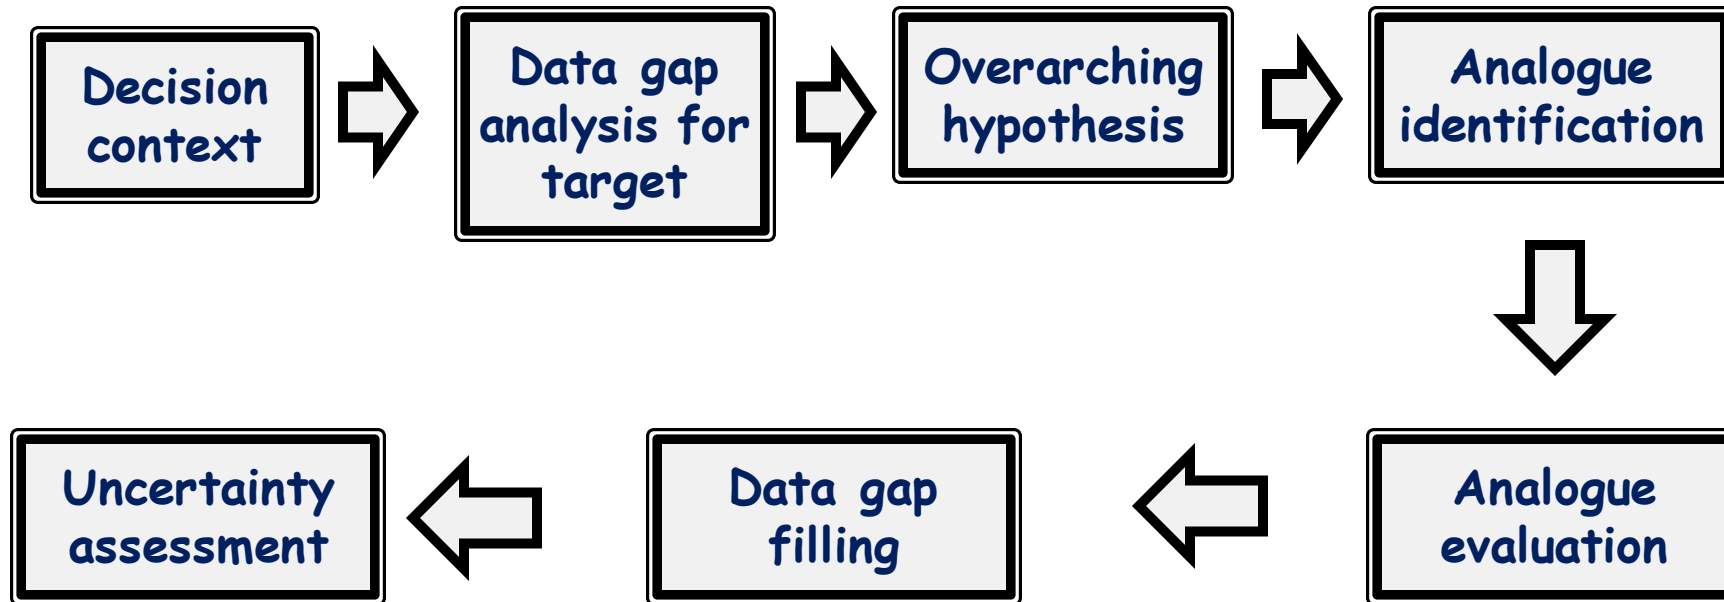 Decision
context
Data gap
analysis for
target
Overarching
hypothesis
Analogue
identification
Analogue
evaluation
Data gap
filling
Uncertainty
assessment